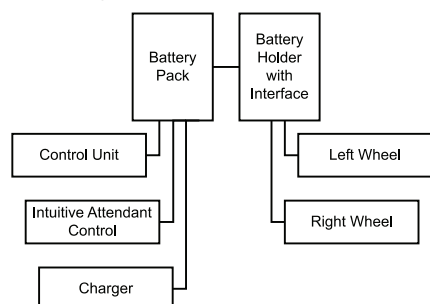 Battery
Pack
Battery
Holder
with
Interface
Control Unit
Left Wheel
Intuitive Attendant
Control
Right Wheel
Charger